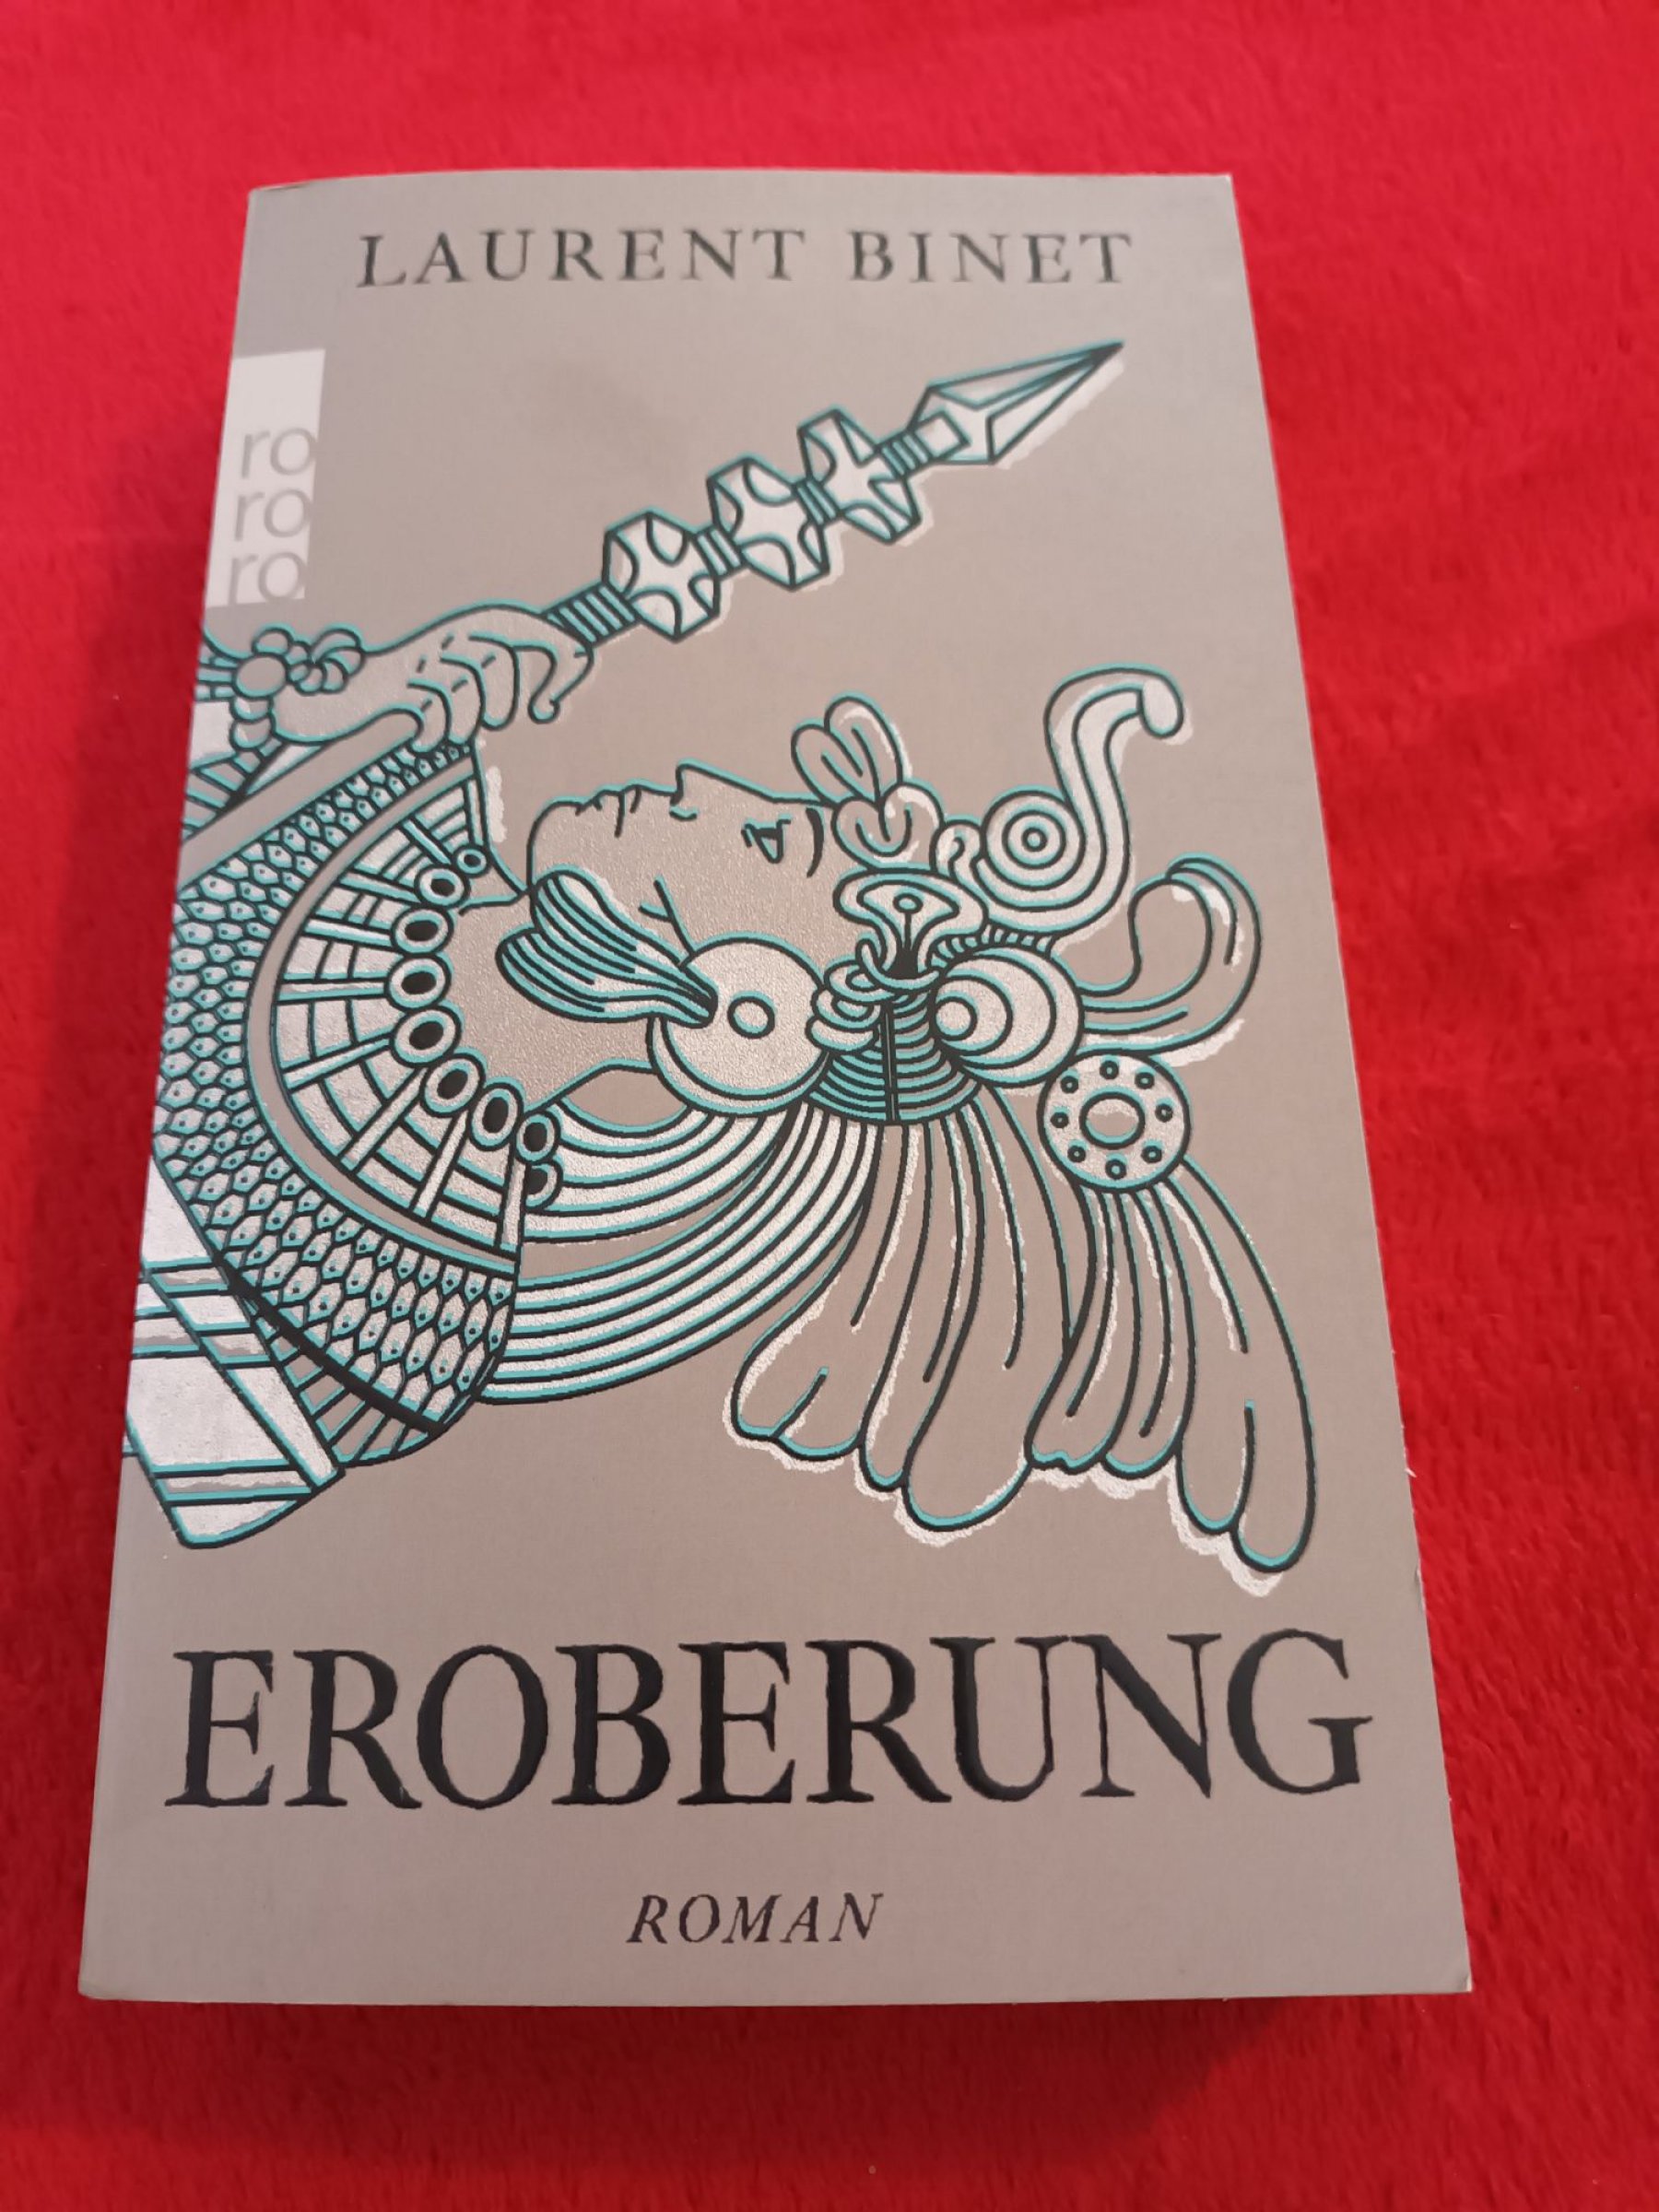 LAURENT BINET
ro
ro
ro
EROBERUNG
ROMAN